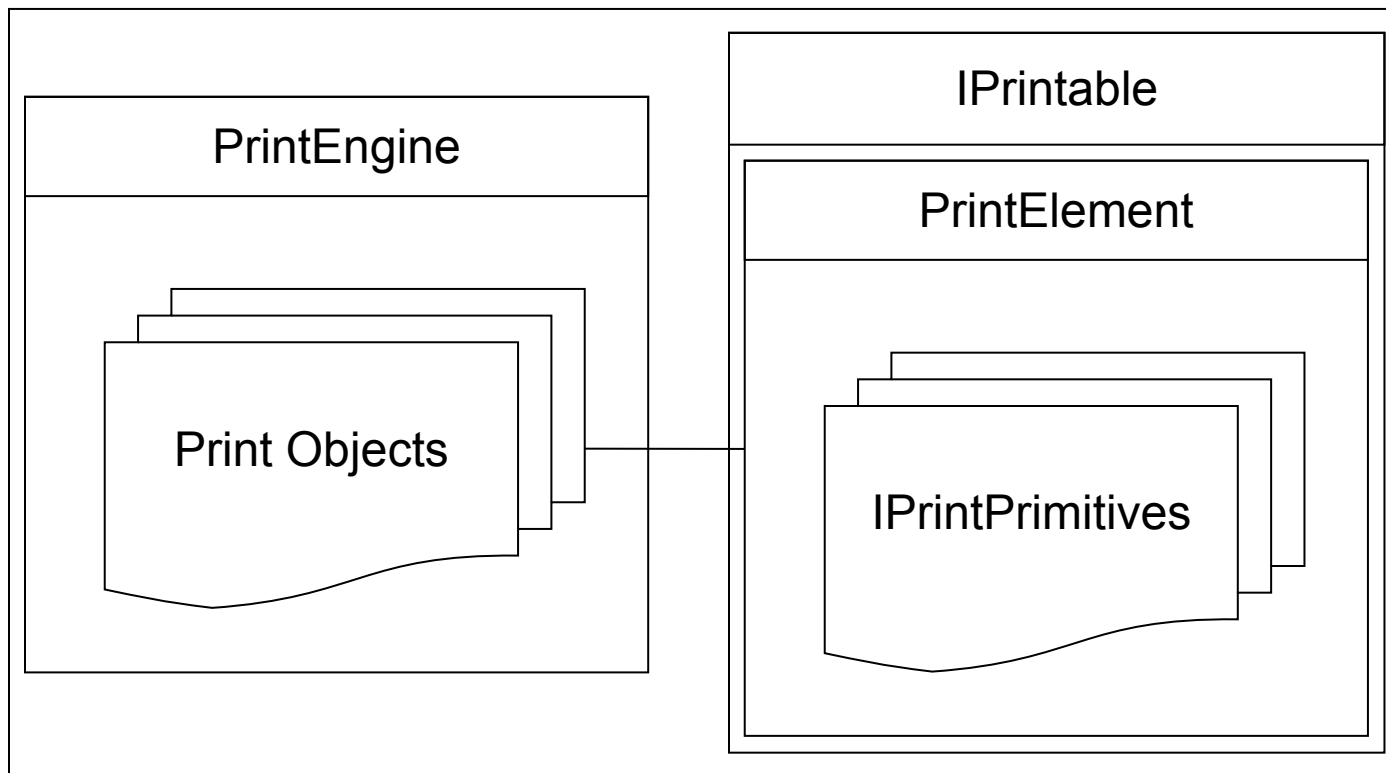 PrintEngine
Print Objects
IPrintable
PrintElement
IPrintPrimitives